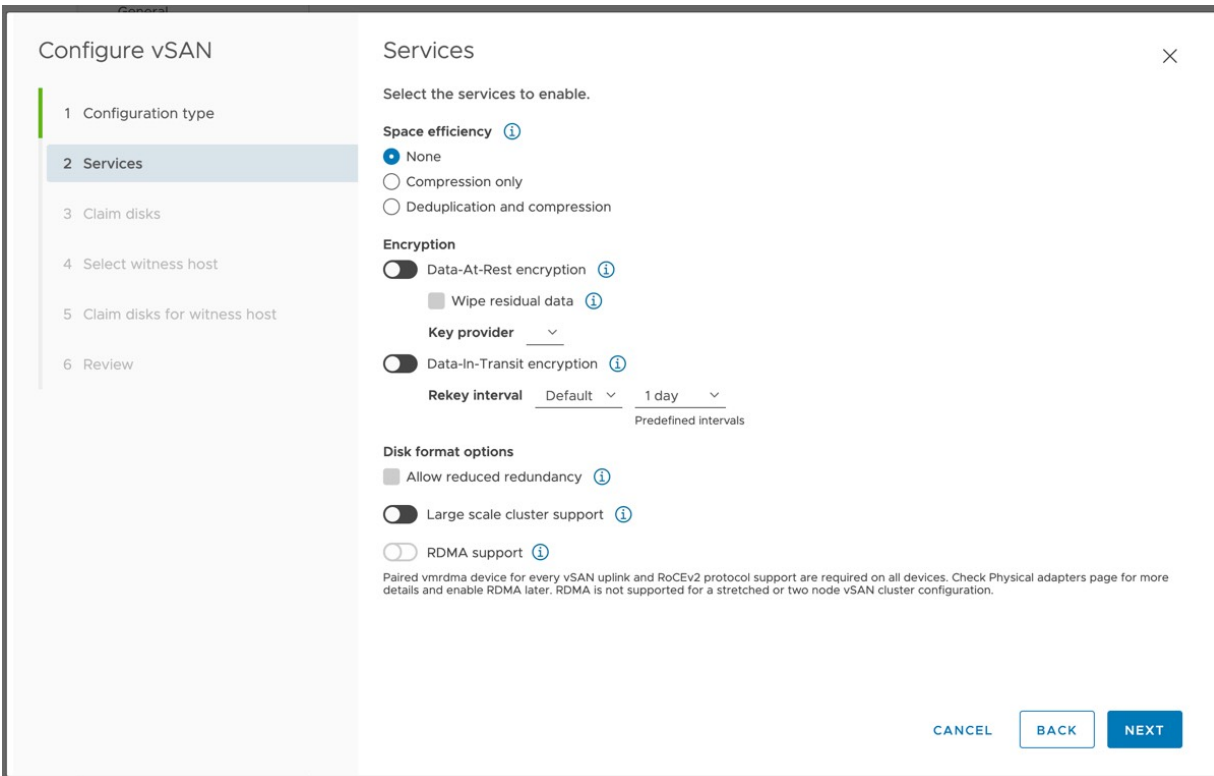 General
Configure vSAN
1 Configuration type
2 Services
3 Claim disks
4 Select witness host
5 Claim disks for witness host
6 Review
Services
Select the services to enable.
Space efficiency
None
Compression only
Deduplication and compression
Encryption
Data-At-Rest encryption
Wipe residual data
Key provider
Data-In-Transit encryption
Rekey interval Default 1 day
Predefined intervals
Disk format options
Allow reduced redundancy
Large scale cluster support
RDMA support
Paired vmrdma device for every vSAN uplink and RoCEv2 protocol support are required on all devices. Check Physical adapters page for more
details and enable RDMA later. RDMA is not supported for a stretched or two node vSAN cluster configuration.
CANCEL BACK NEXT